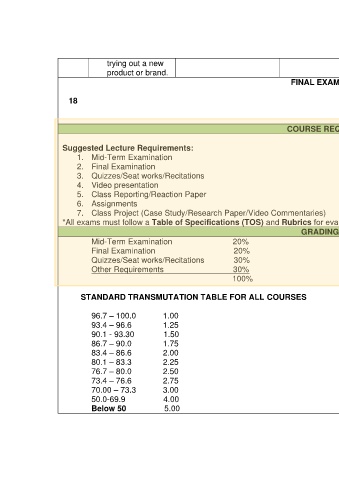 trying out a new
product or brand.
FINAL EXAM
18
COURSE REQ
Suggested Lecture Requirements:
1. Mid-Term Examination
2. Final Examination
3. Quizzes/Seat works/Recitations
4. Video presentation
5. Class Reporting/Reaction Paper
6. Assignments
7. Class Project (Case Study/Research Paper/Video Commentaries)
*All exams must follow a Table of Specifications (TOS) and Rubrics for eva
GRADING
Mid-Term Examination 20%
Final Examination 20%
Quizzes/Seat works/Recitations 30%
Other Requirements 30%
100%
STANDARD TRANSMUTATION TABLE FOR ALL COURSES
96.7 – 100.0 1.00
93.4 – 96.6 1.25
90.1 - 93.30 1.50
86.7 – 90.0 1.75
83.4 – 86.6 2.00
80.1 – 83.3 2.25
76.7 – 80.0 2.50
73.4 – 76.6 2.75
70.00 – 73.3 3.00
50.0-69.9 4.00
Below 50 5.00